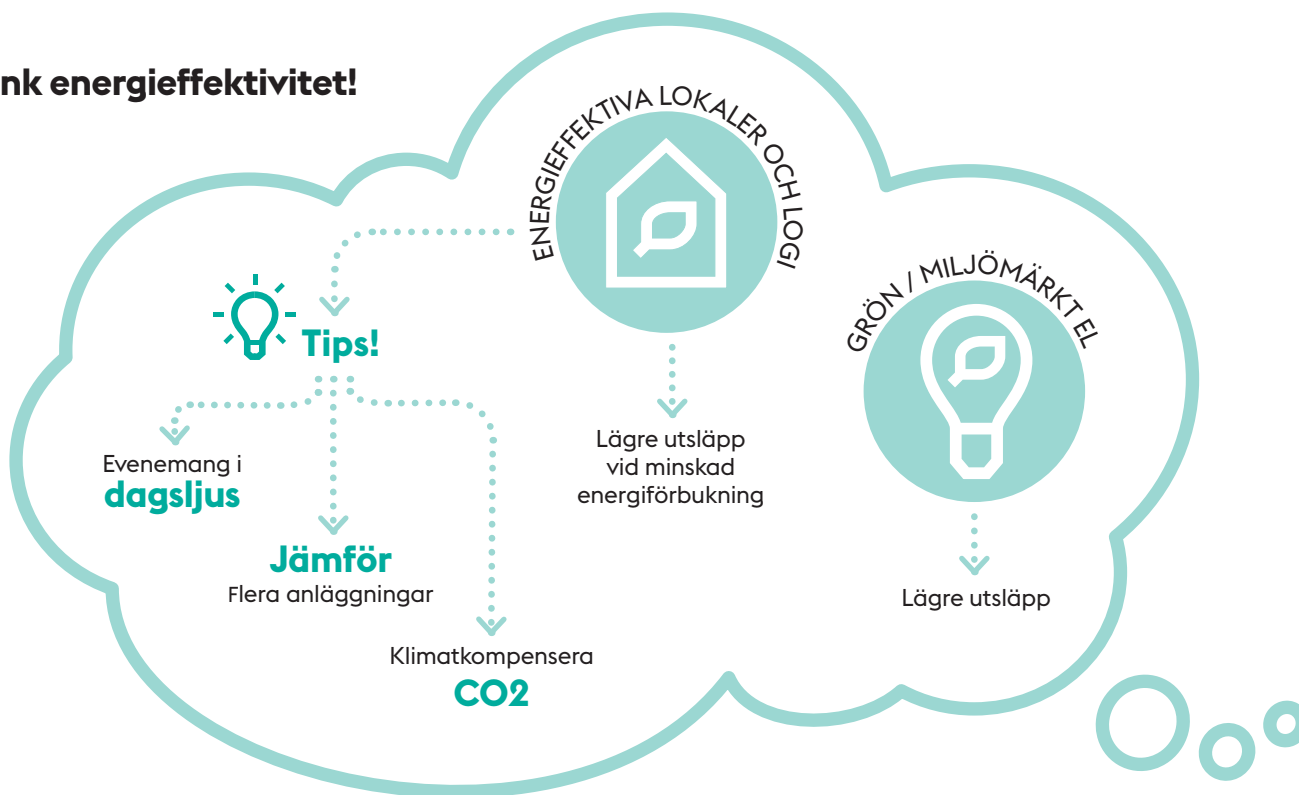 nk energieffektivitet!
ENERGIEFFEKTIVA LOKALER OCH LOGI
GRÖN / MILJÖMÄRKT EL
Tips!
Evenemang i
dagsljus
Jämför
Flera anläggningar
Klimatkompensera
CO2
Lägre utsläpp
vid minskad
energiförbukning
Lägre utsläpp